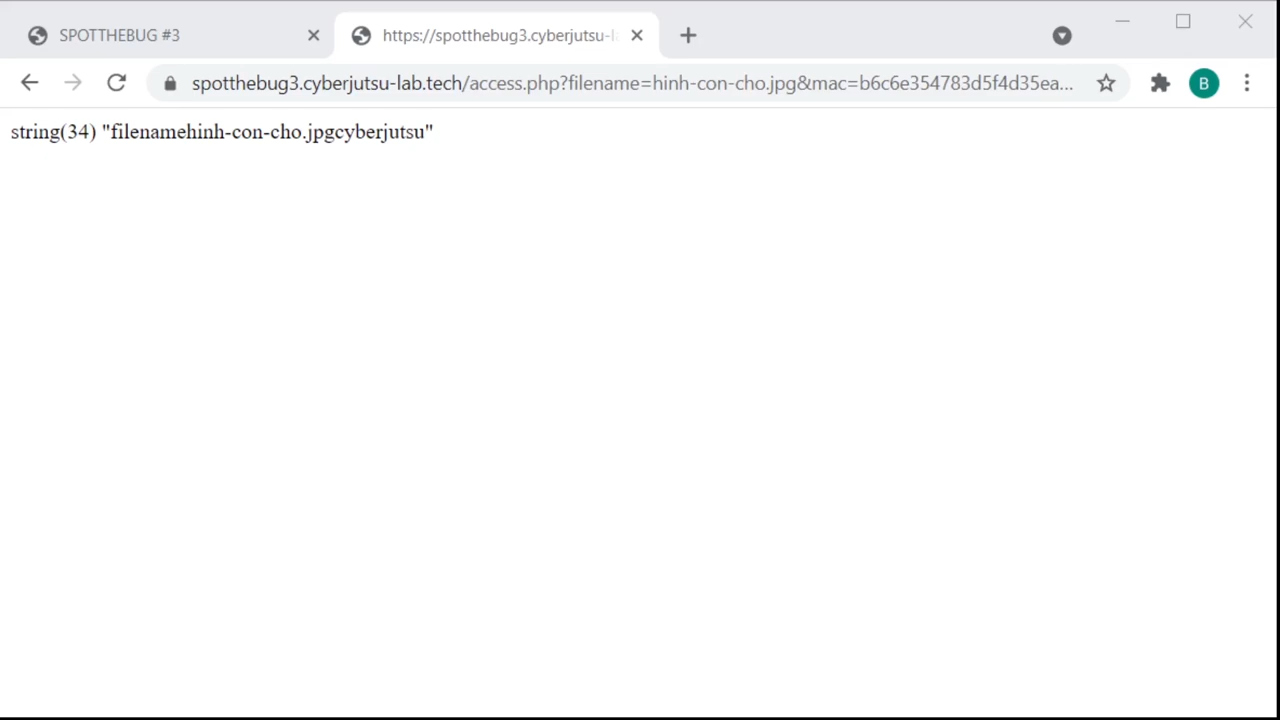 SPOTTHEBUG #3
https://spotthebug3.cyberjutsu-la
spotthebug3.cyberjutsu-lab.tech/access.php?filename=hinh-con-cho.jpg&mac=b6c6e354783d5f4d35ea...
B
string(34) "filenamehinh-con-cho.jpgcyberjutsu"